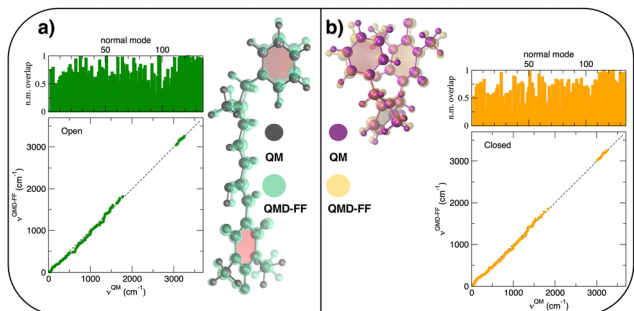 a)
normal mode
50 100
n.m. overlap
1
0.5
0
Open
ν^QMD-FF (cm⁻¹)
3000
2000
1000
0
0 1000 2000 3000
ν^QM (cm⁻¹)
QM
QMD-FF
b)
QM
QMD-FF
normal mode
50 100
n.m. overlap
1
0.5
0
Closed
ν^QMD-FF (cm⁻¹)
3000
2000
1000
0
0 1000 2000 3000
ν^QM (cm⁻¹)